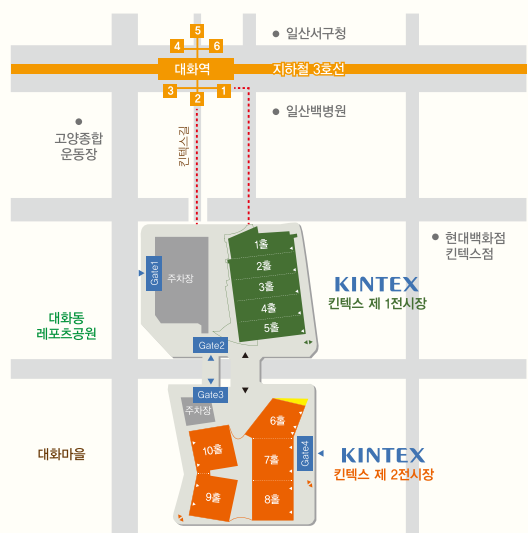 5
4
6
일산서구청
대화역
지하철 3호선
3
2
1
일산백병원
고양종합
운동장
킨텍스길
현대백화점
킨텍스점
1홀
2홀
3홀
4홀
5홀
Gate1
주차장
KINTEX
킨텍스 제 1전시장
대화동
레포츠공원
Gate2
Gate3
주차장
6홀
7홀
8홀
9홀
10홀
Gate4
대화마을
KINTEX
킨텍스 제 2전시장